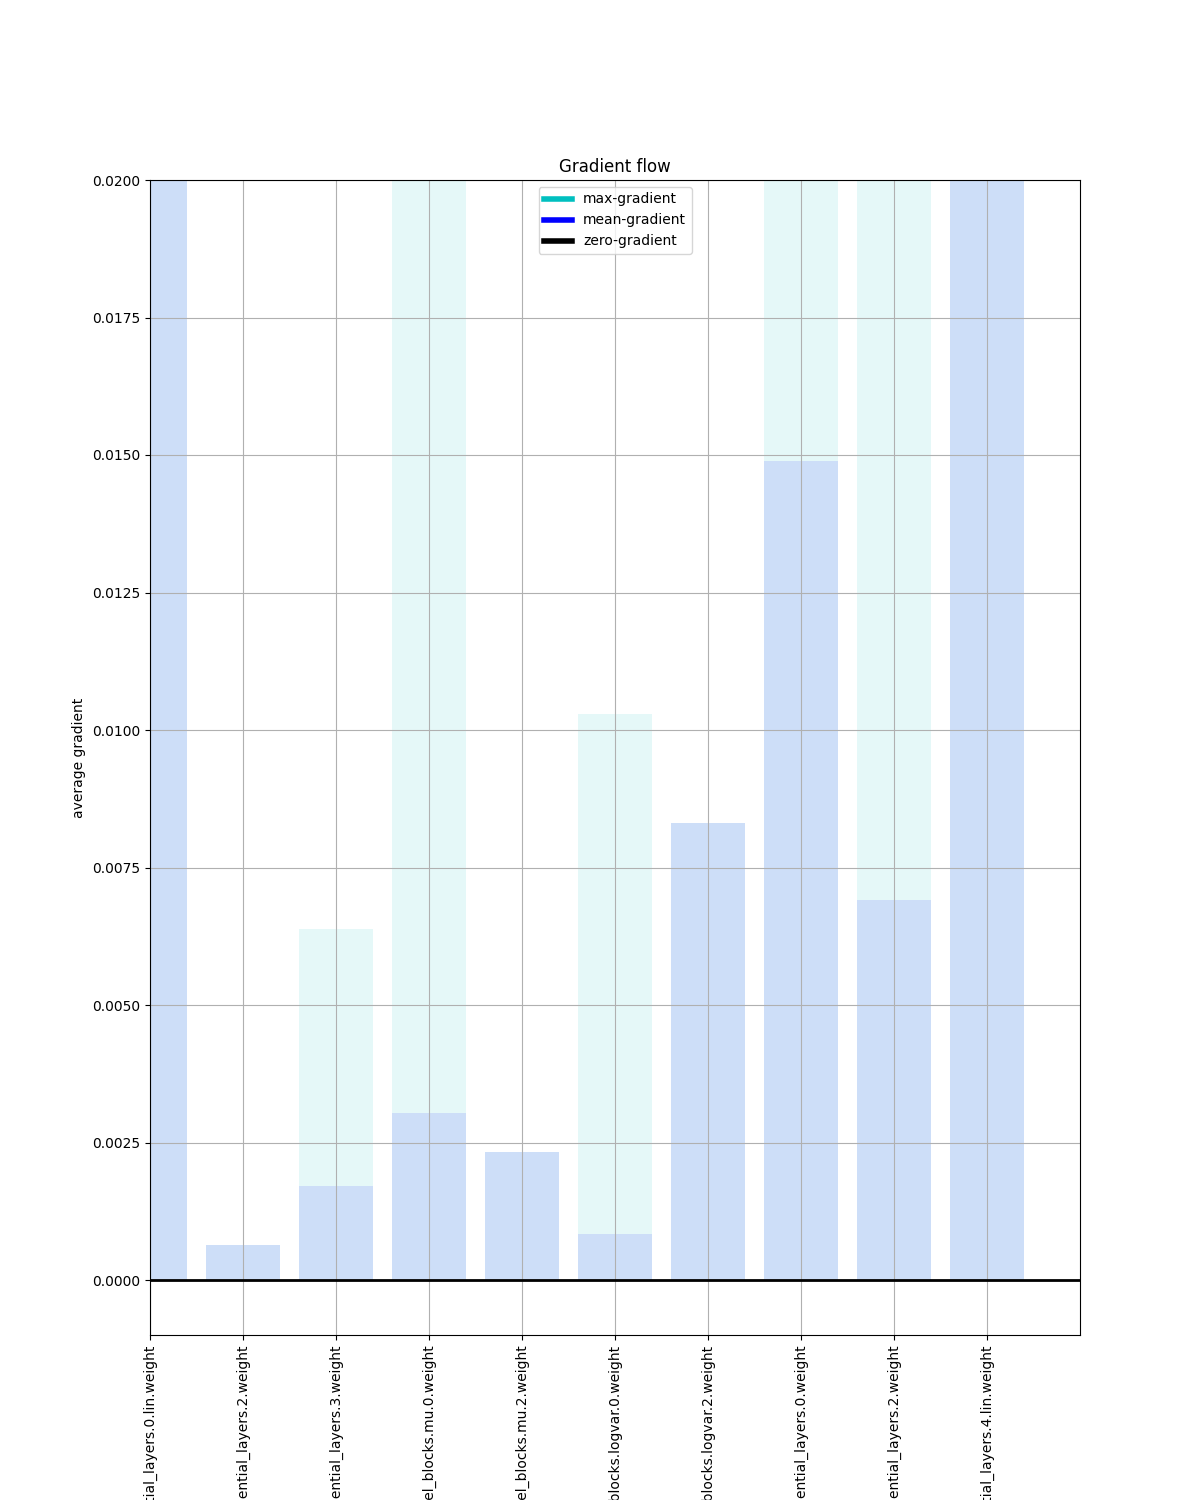 Gradient flow
max-gradient
mean-gradient
zero-gradient
0.0200
0.0175
0.0150
0.0125
0.0100
0.0075
0.0050
0.0025
0.0000
average gradient
tial_layers.0.lin.weight
ential_layers.2.weight
ential_layers.3.weight
el_blocks.mu.0.weight
el_blocks.mu.2.weight
blocks.logvar.0.weight
blocks.logvar.2.weight
ential_layers.0.weight
ential_layers.2.weight
tial_layers.4.lin.weight